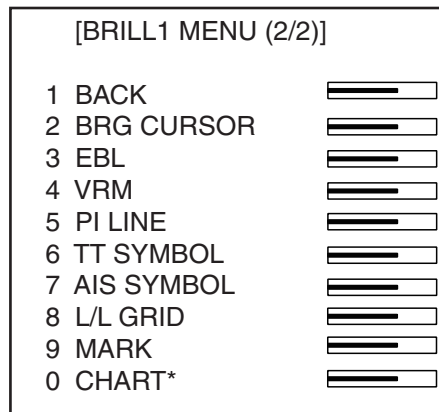 [BRILL1 MENU (2/2)]
1 BACK
2 BRG CURSOR
3 EBL
4 VRM
5 PI LINE
6 TT SYMBOL
7 AIS SYMBOL
8 L/L GRID
9 MARK
0 CHART*